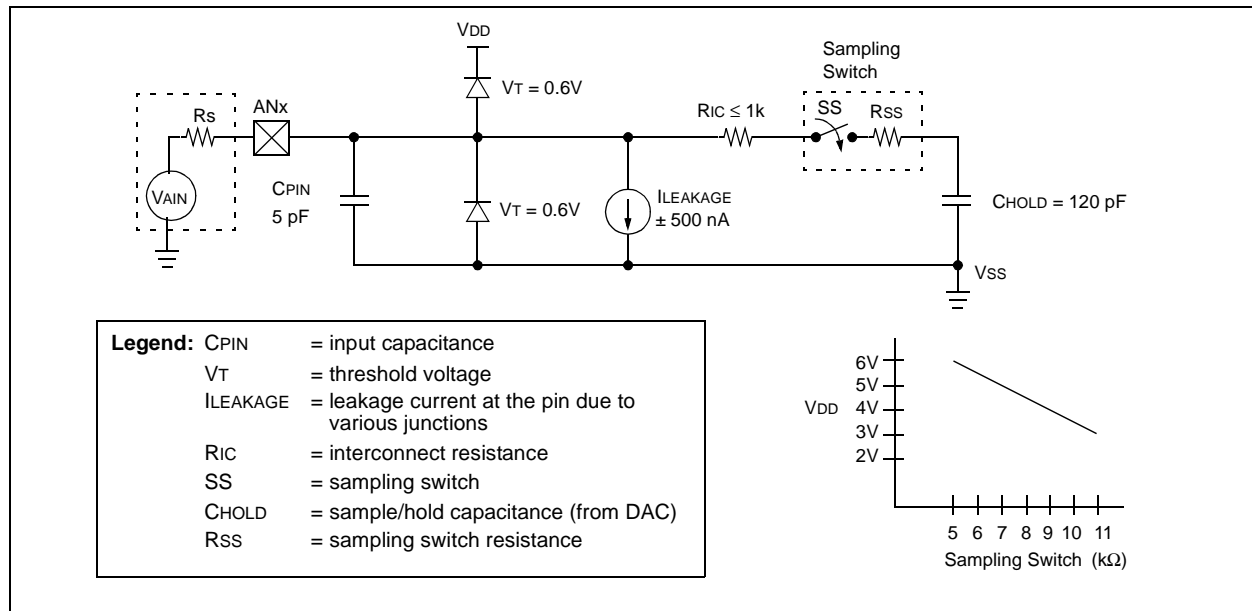 VDD
Sampling
Switch
VT = 0.6V
RS
ANx
RIC ≤ 1k
SS
RSS
VAIN
CPIN
5 pF
VT = 0.6V
ILEAKAGE
± 500 nA
CHOLD = 120 pF
VSS
Legend: CPIN = input capacitance
VT = threshold voltage
ILEAKAGE = leakage current at the pin due to
various junctions
RIC = interconnect resistance
SS = sampling switch
CHOLD = sample/hold capacitance (from DAC)
RSS = sampling switch resistance
6V
5V
VDD 4V
3V
2V
5 6 7 8 9 10 11
Sampling Switch (kΩ)